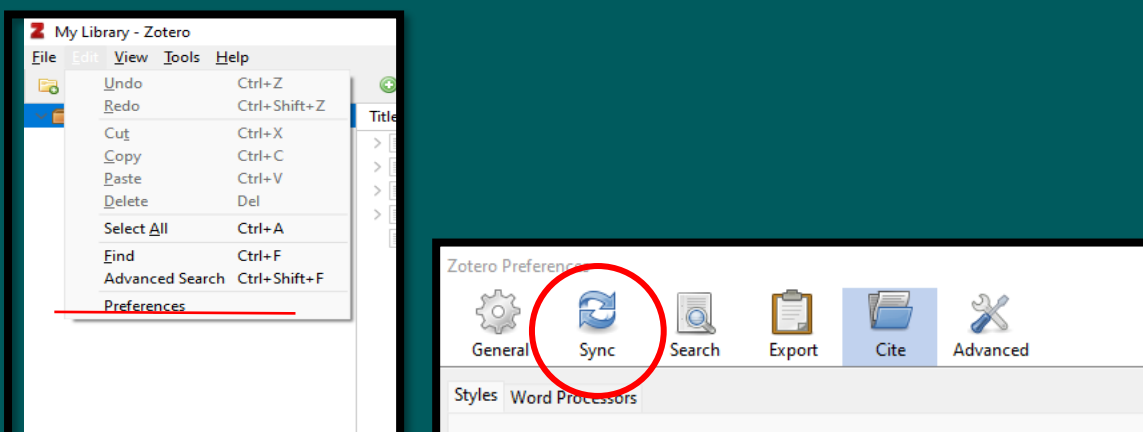 My Library - Zotero
File Edit View Tools Help
Undo Ctrl+Z
Redo Ctrl+Shift+Z
Cut Ctrl+X
Copy Ctrl+C
Paste Ctrl+V
Delete Del
Select All Ctrl+A
Find Ctrl+F
Advanced Search Ctrl+Shift+F
Preferences
Title
Zotero Preferences
General Sync Search Export Cite Advanced
Styles Word Processors